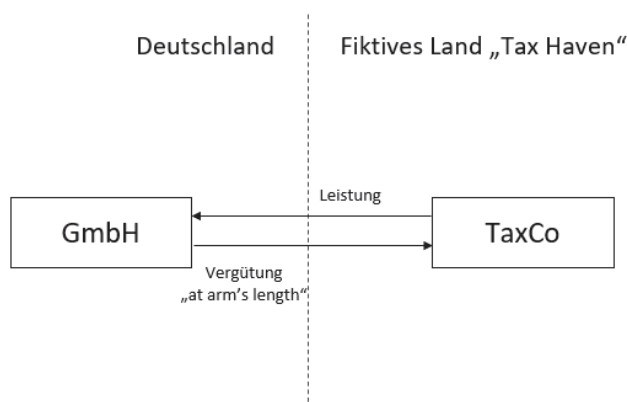 Deutschland
Fiktives Land „Tax Haven“
Leistung
GmbH
TaxCo
Vergütung
„at arm's length“